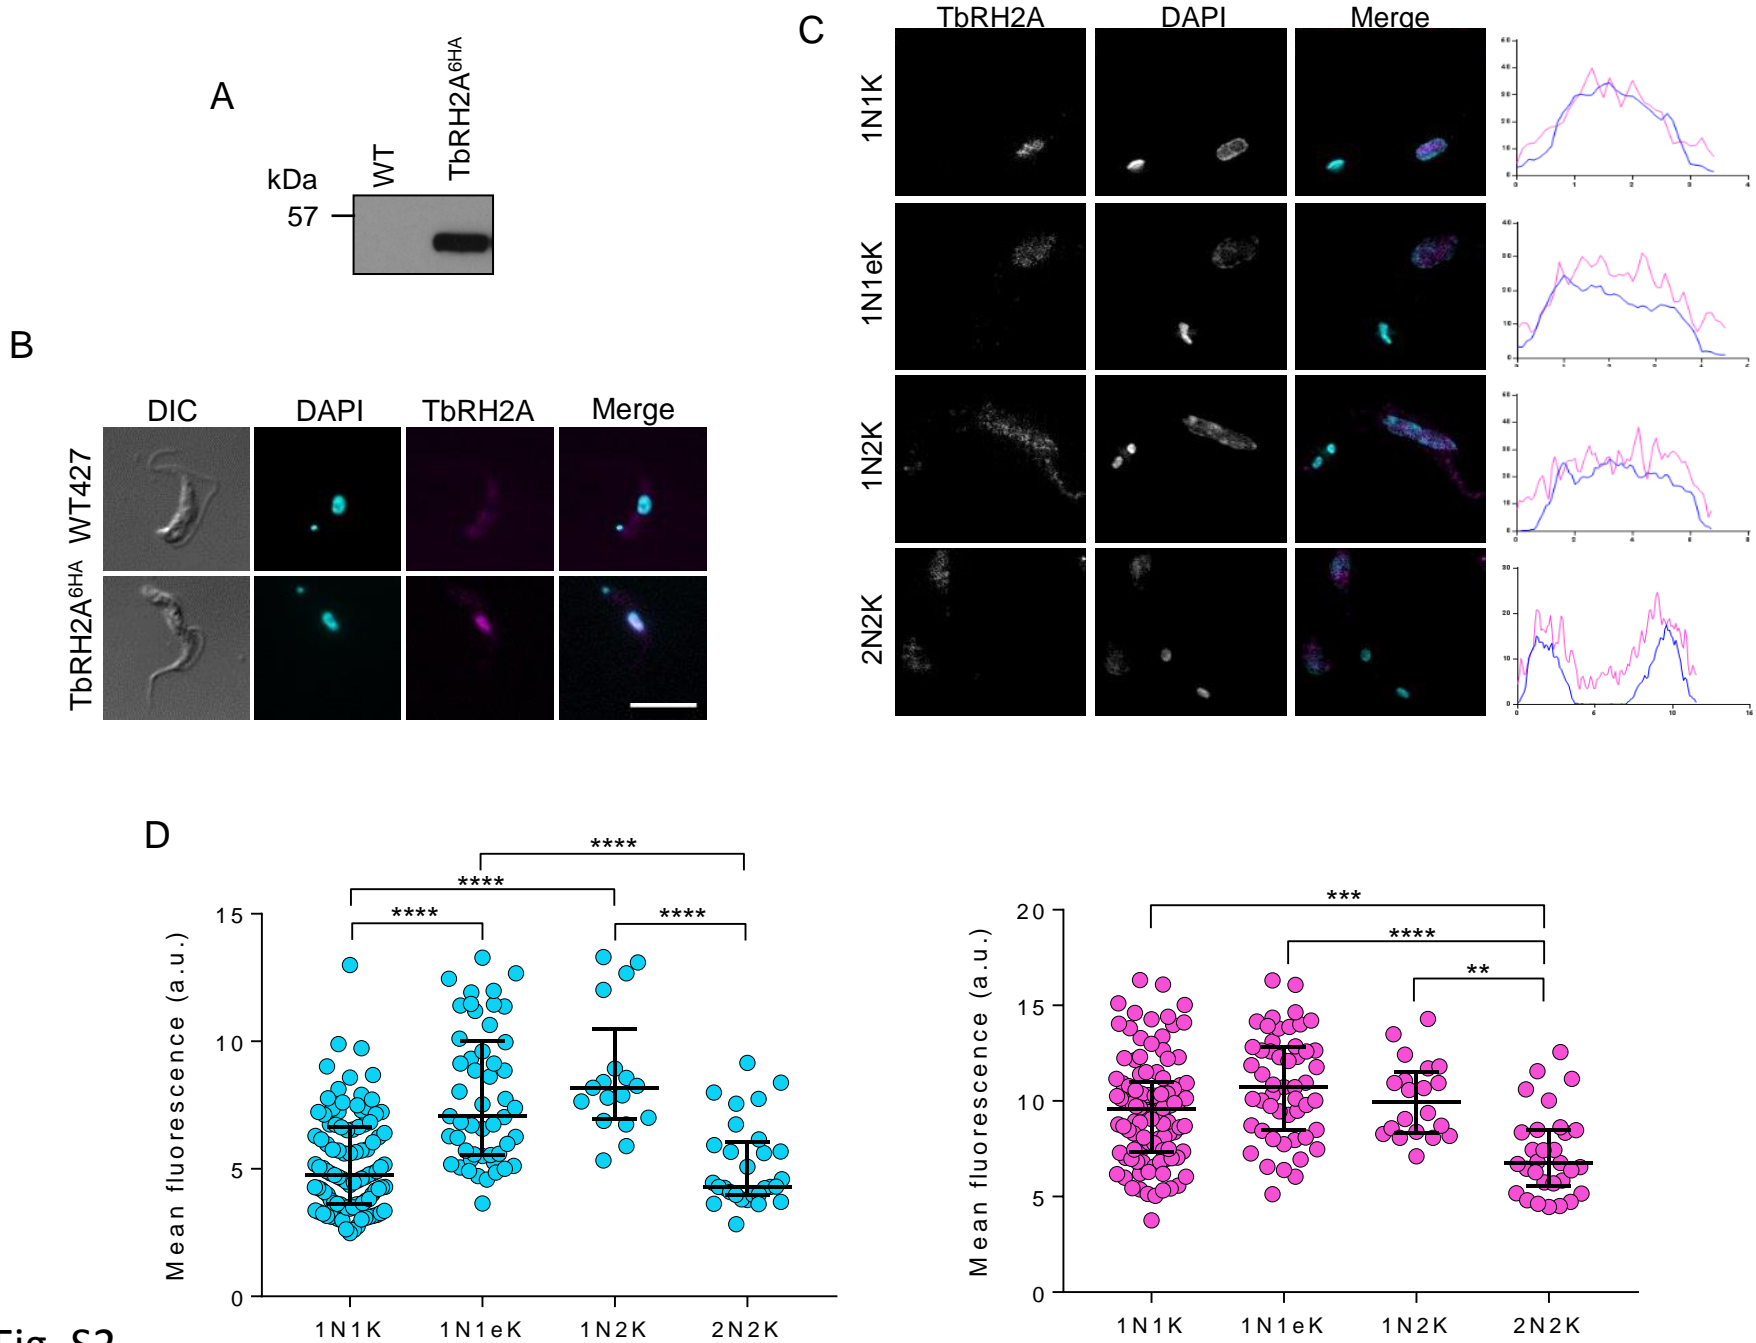 A
WT
TbRH2A6HA
kDa
57
B
DIC
DAPI
TbRH2A
Merge
WT427
TbRH2A6HA
C
TbRH2A
DAPI
Merge
1N1K
1N1eK
1N2K
2N2K
D
****
****
****
****
Mean fluorescence (a.u.)
15
10
5
0
1N1K
1N1eK
1N2K
2N2K
***
****
**
Mean fluorescence (a.u.)
20
15
10
5
0
1N1K
1N1eK
1N2K
2N2K